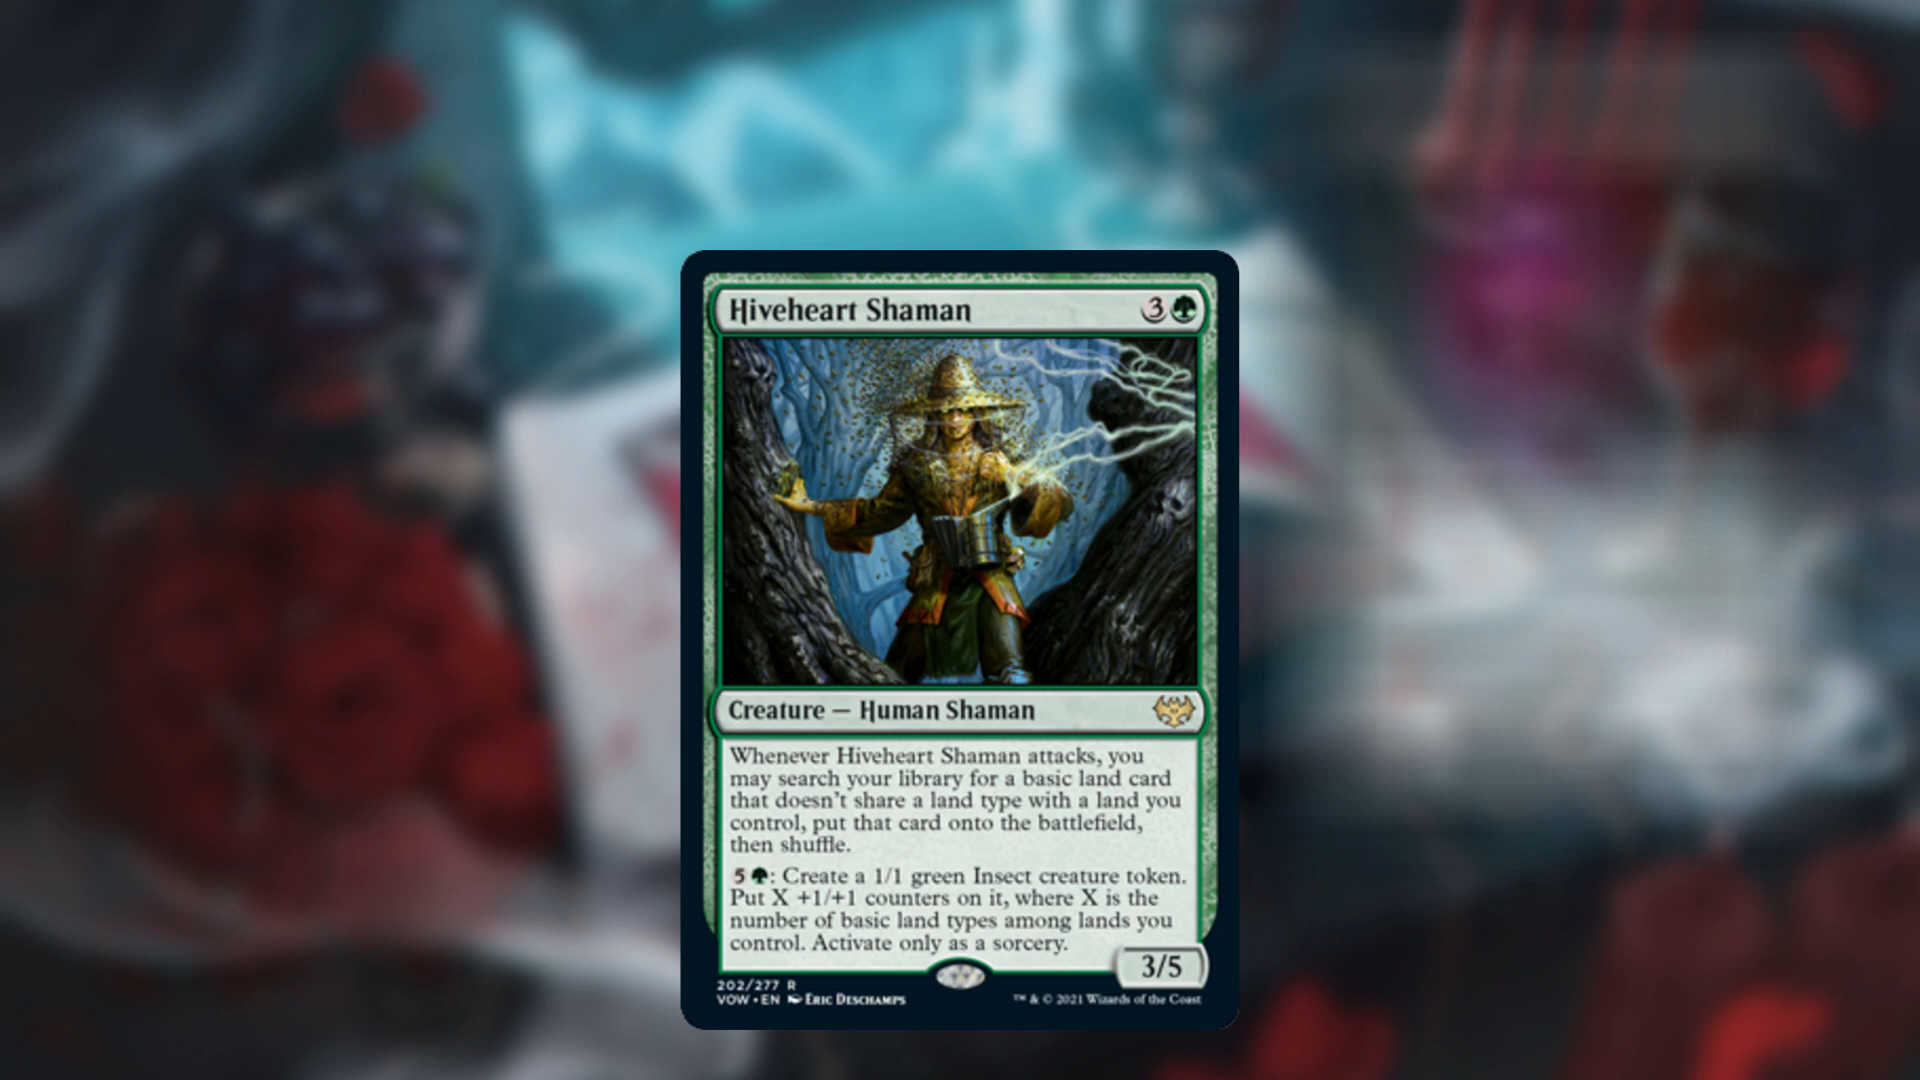 Hiveheart Shaman 3
Creature — Human Shaman
Whenever Hiveheart Shaman attacks, you
may search your library for a basic land card
that doesn't share a land type with a land you
control, put that card onto the battlefield,
then shuffle.
5 : Create a 1/1 green Insect creature token.
Put X +1/+1 counters on it, where X is the
number of basic land types among lands you
control. Activate only as a sorcery.
3/5
202/277 R
VOW • EN Eric Deschamps
™ & © 2021 Wizards of the Coast